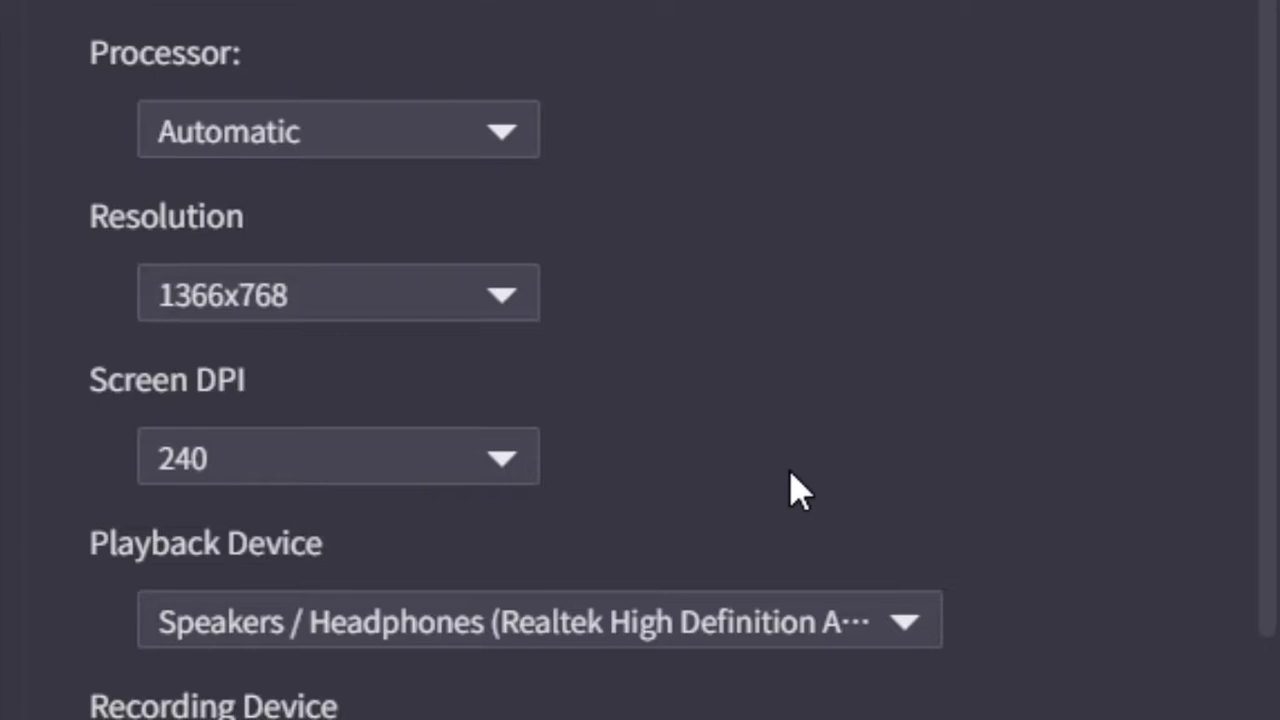 Processor:
Automatic
Resolution
1366x768
Screen DPI
240
Playback Device
Speakers / Headphones (Realtek High Definition A···
Recording Device